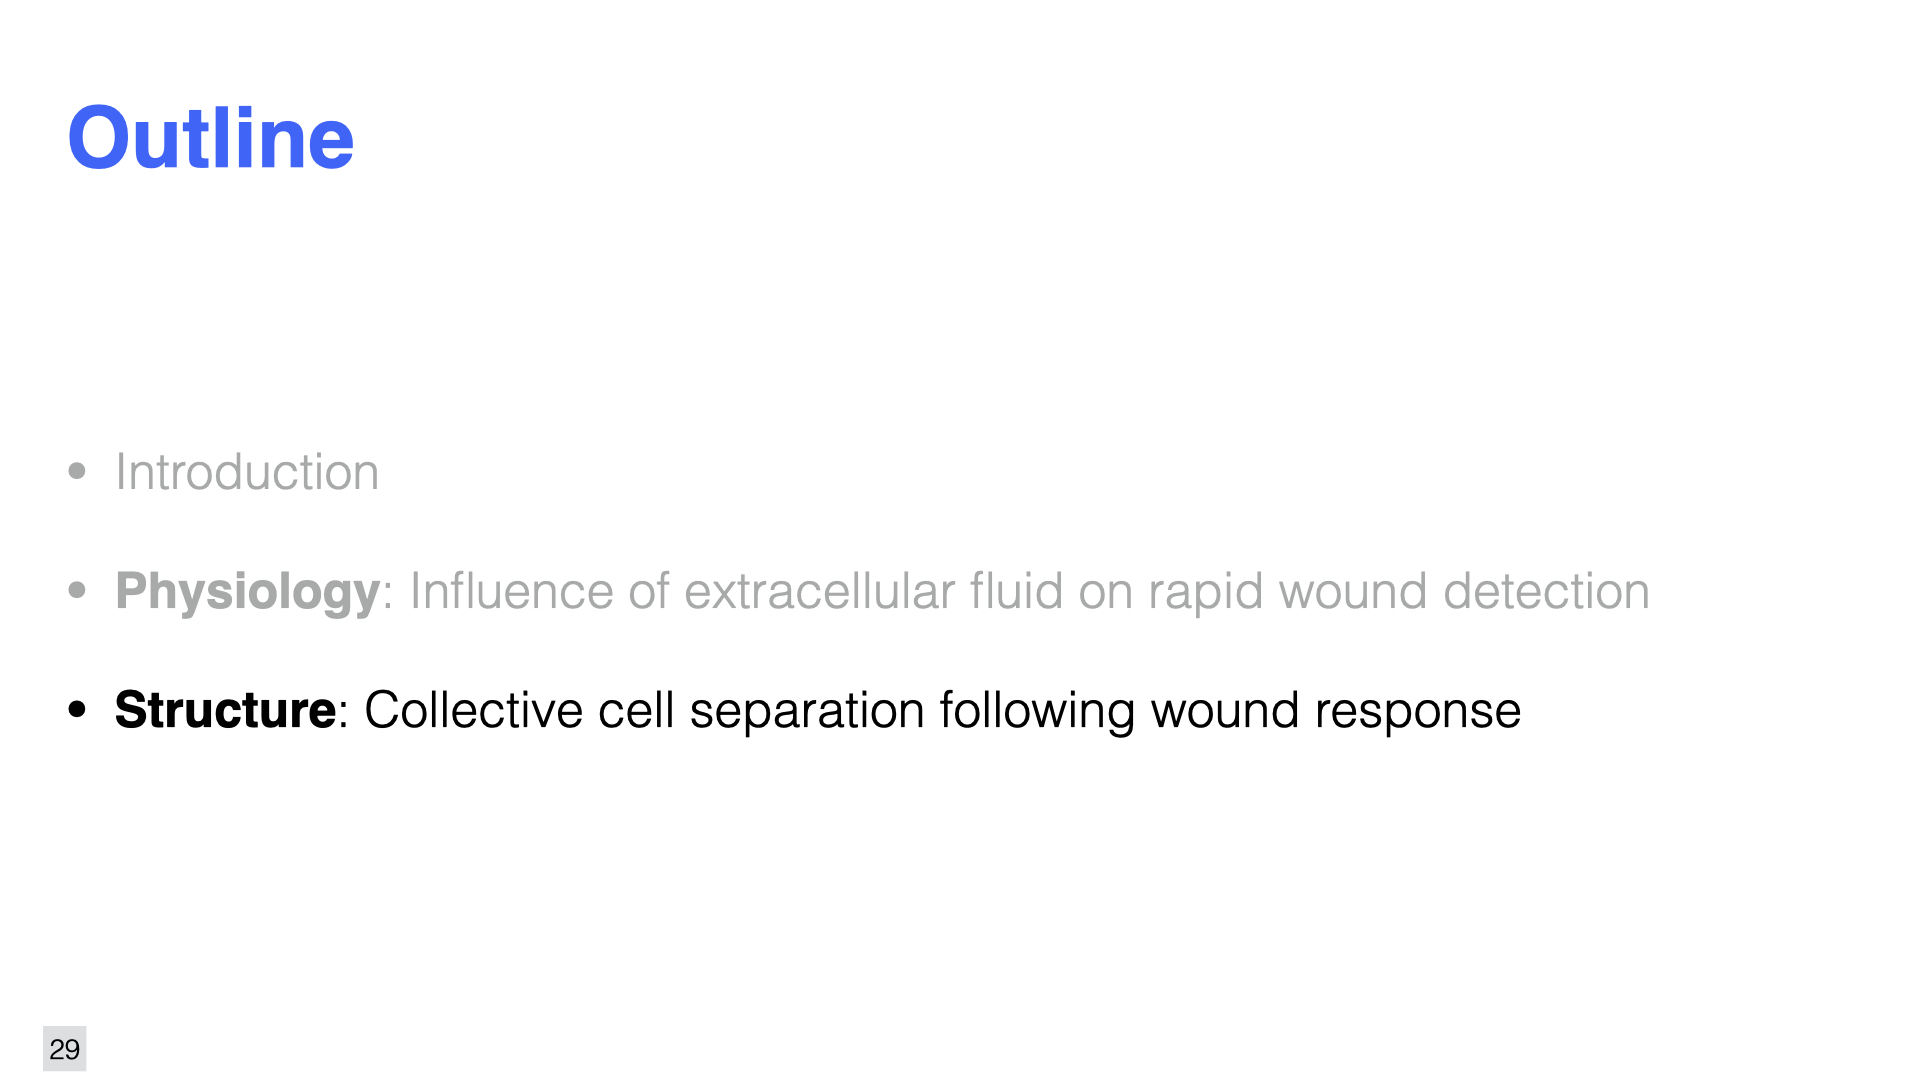 Outline
• Introduction
• Physiology: Influence of extracellular fluid on rapid wound detection
• Structure: Collective cell separation following wound response
29